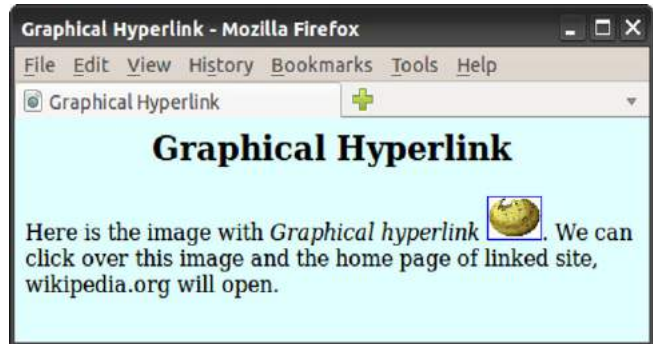 Graphical Hyperlink - Mozilla Firefox
File Edit View History Bookmarks Tools Help
Graphical Hyperlink
Graphical Hyperlink
Here is the image with Graphical hyperlink . We can
click over this image and the home page of linked site,
wikipedia.org will open.